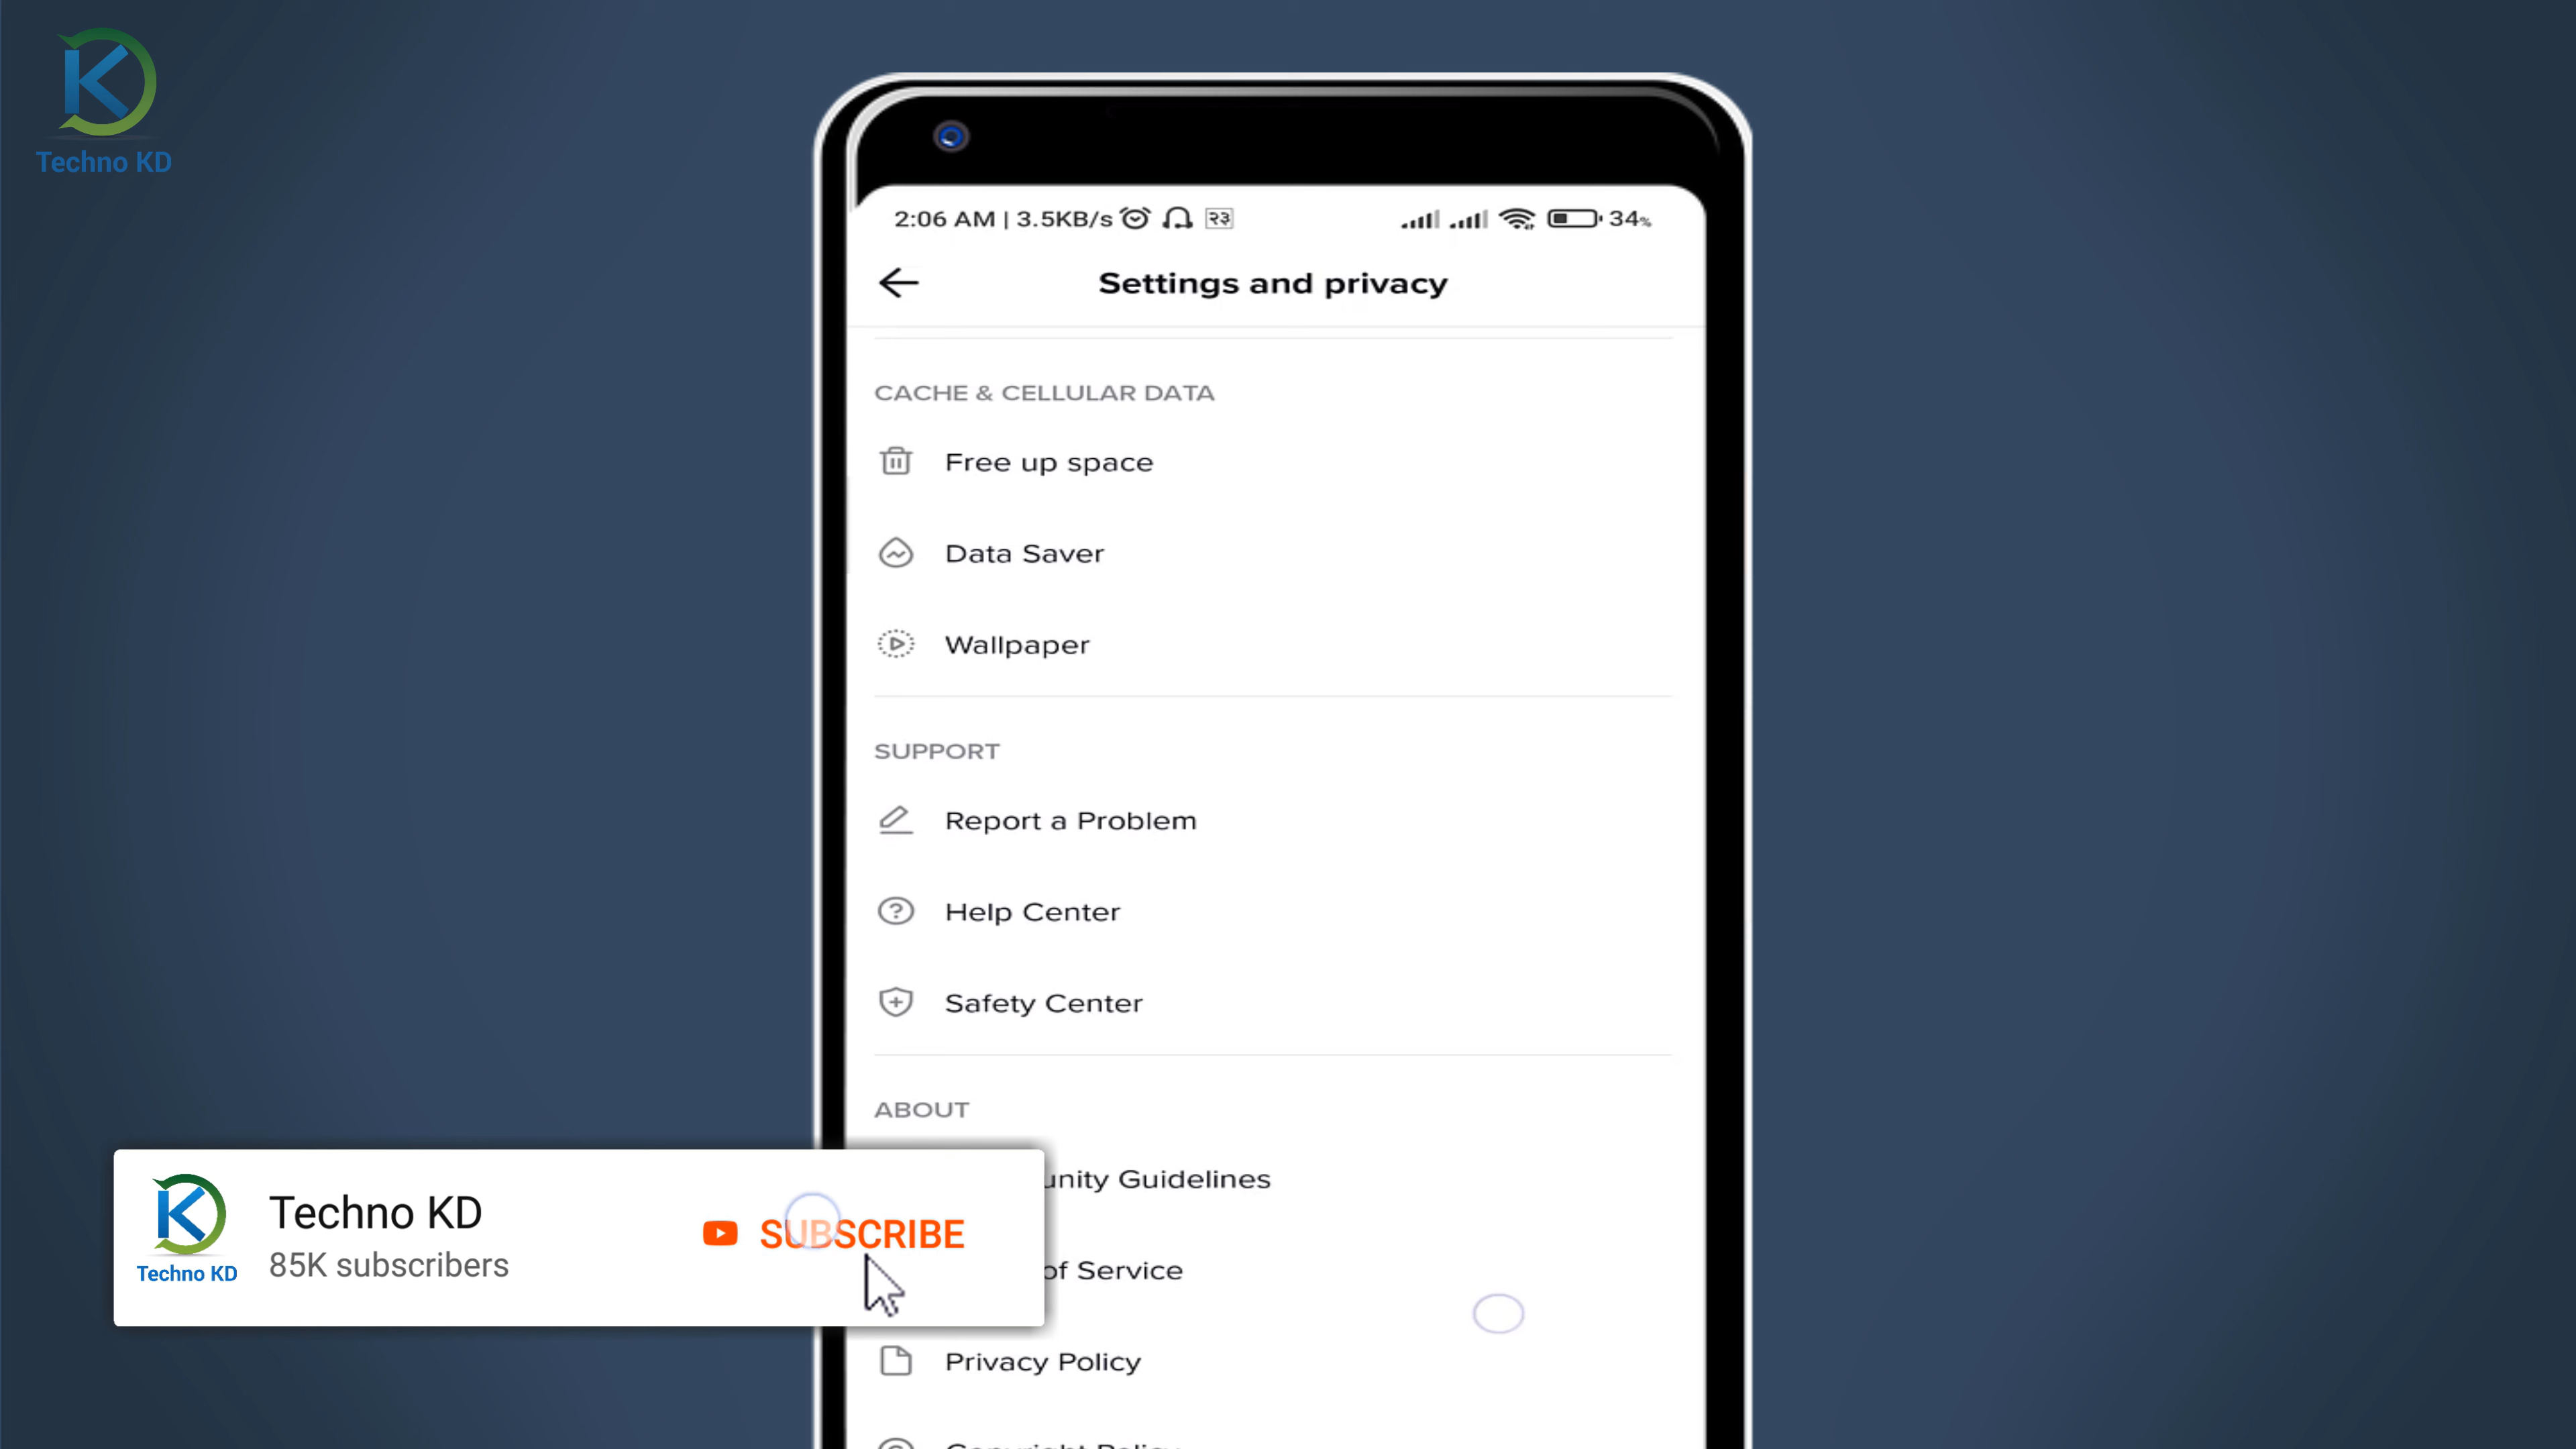 Techno KD
2:06 AM | 3.5KB/s २३ 34%
Settings and privacy
CACHE & CELLULAR DATA
Free up space
Data Saver
Wallpaper
SUPPORT
Report a Problem
Help Center
Safety Center
ABOUT
unity Guidelines
of Service
Privacy Policy
Techno KD
85K subscribers
Techno KD
SUBSCRIBE